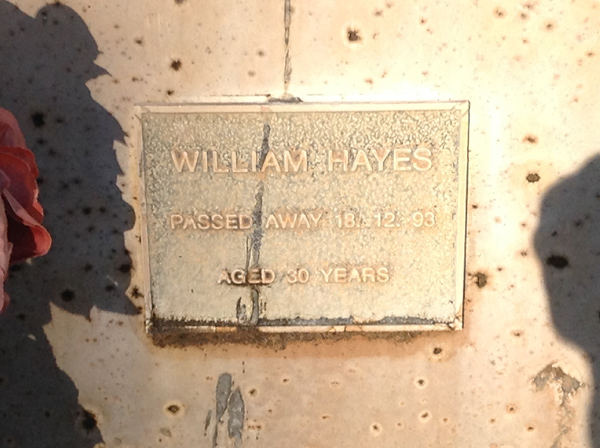 WILLIAM HAYES
PASSED AWAY 18-12-93
AGED 30 YEARS